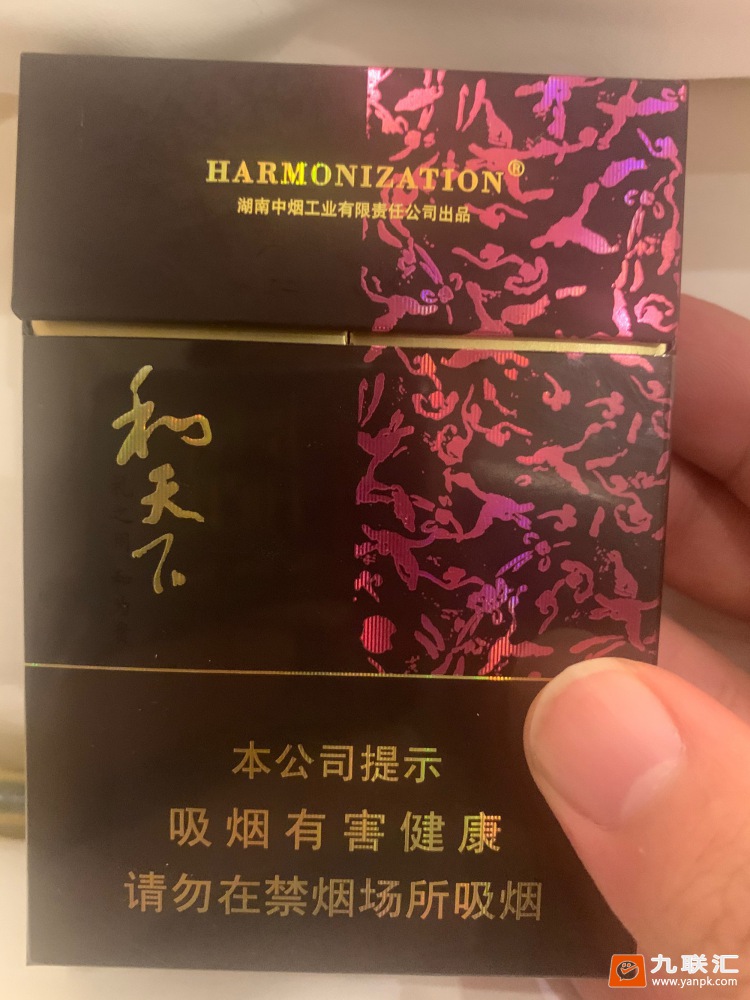 HARMONIZATION®
湖南中烟工业有限责任公司出品
和天下
本公司提示
吸烟有害健康
请勿在禁烟场所吸烟
九联汇
www.yanpk.com